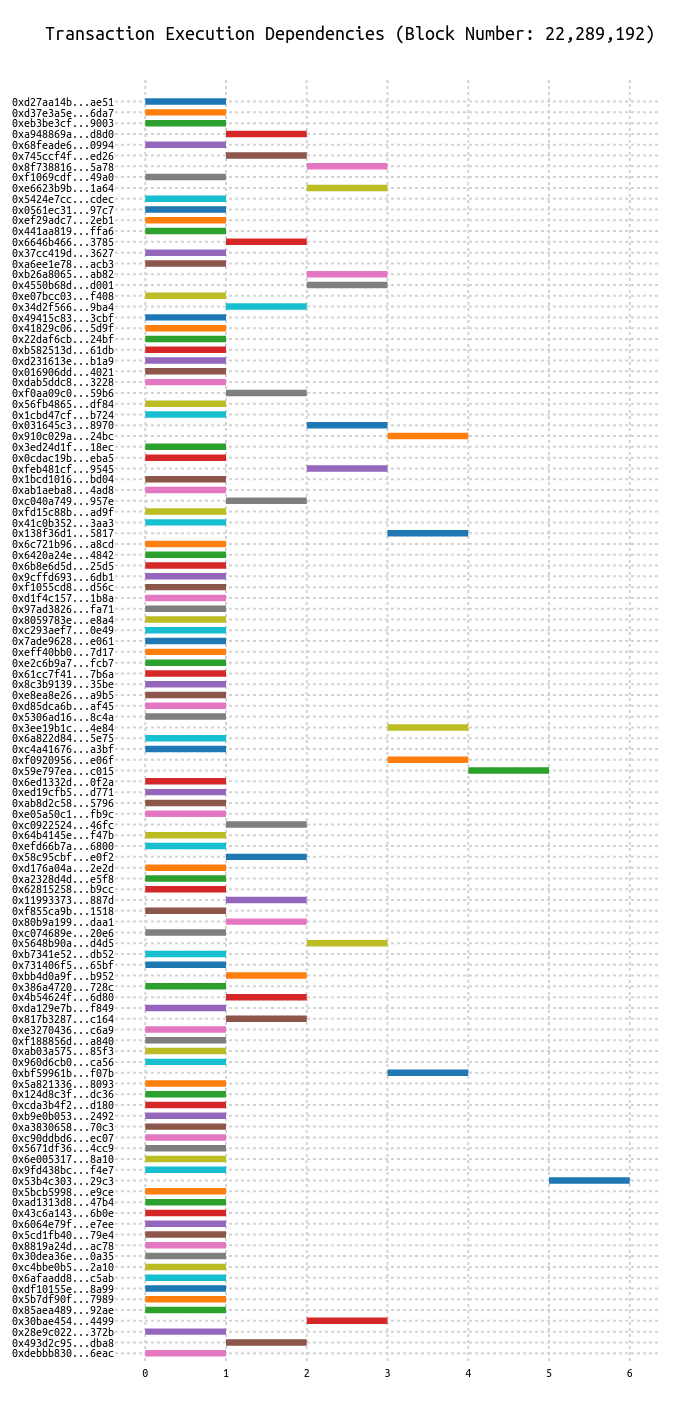 Transaction Execution Dependencies (Block Number: 22,289,192)
0xd27aa14b...ae51
0xd37e3a5e...6da7
0xeb3be3cf...9003
0xa948869a...d8d0
0x68feade6...0994
0x745ccf4f...ed26
0x8f738816...5a78
0xf1069cdf...49a0
0xe6623b9b...1a64
0x5424e7cc...cdec
0x0561ec31...97c7
0xef29adc7...2eb1
0x441aa819...ffa6
0x6646b466...3785
0x37cc419d...3627
0xa6ee1e78...acb3
0xb26a8065...ab82
0x4550b68d...d001
0xe07bcc03...f408
0x34d2f566...9ba4
0x49415c83...3cbf
0x41829c06...5d9f
0x22daf6cb...24bf
0xb582513d...61db
0xd231613e...b1a9
0x016906dd...4021
0xdab5ddc8...3228
0xf0aa09c0...59b6
0x56fb4865...df84
0x1cbd47cf...b724
0x031645c3...8970
0x910c029a...24bc
0x3ed24d1f...18ec
0x0cdac19b...eba5
0xfeb481cf...9545
0x1bcd1016...bd04
0xab1aeba8...4ad8
0xc040a749...957e
0xfd15c88b...ad9f
0x41c0b352...3aa3
0x138f36d1...5817
0x6c721b96...a8cd
0x6420a24e...4842
0x6b8e6d5d...25d5
0x9cffd693...6db1
0xf1055cd8...d56c
0xd1f4c157...1b8a
0x97ad3826...fa71
0x8059783e...e8a4
0xc293aef7...0e49
0x7ade9628...e061
0xeff40bb0...7d17
0xe2c6b9a7...fcb7
0x61cc7f41...7b6a
0x8c3b9139...35be
0xe8ea8e26...a9b5
0xd85dca6b...af45
0x5306ad16...8c4a
0x3ee19b1c...4e84
0x6a822d84...5e75
0xc4a41676...a3bf
0xf0920956...e06f
0x59e797ea...c015
0x6ed1332d...0f2a
0xed19cfb5...d771
0xab8d2c58...5796
0xe05a50c1...fb9c
0xc0922524...46fc
0x64b4145e...f47b
0xefd66b7a...6800
0x58c95cbf...e0f2
0xd176a04a...2e2d
0xa2328d4d...e5f8
0x62815258...b9cc
0x11993373...887d
0xf855ca9b...1518
0x80b9a199...daa1
0xc074689e...20e6
0x5648b90a...d4d5
0xb7341e52...db52
0x731406f5...65bf
0xbb4d0a9f...b952
0x386a4720...728c
0x4b54624f...6d80
0xda129e7b...f849
0x817b3287...c164
0xe3270436...c6a9
0xf188856d...a840
0xab03a575...85f3
0x960d6cb0...ca56
0xbf59961b...f07b
0x5a821336...8093
0x124d8c3f...dc36
0xcda3b4f2...d180
0xb9e0b053...2492
0xa3830658...70c3
0xc90ddbd6...ec07
0x5671df36...4cc9
0x6e005317...8a10
0x9fd438bc...f4e7
0x53b4c303...29c3
0x5bcb5998...e9ce
0xad1313d8...47b4
0x43c6a143...6b0e
0x6064e79f...e7ee
0x5cd1fb40...79e4
0x8819a24d...ac78
0x30dea36e...0a35
0xc4bbe0b5...2a10
0x6afaadd8...c5ab
0xdf10155e...8a99
0x5b7df90f...7989
0x85aea489...92ae
0x30bae454...4499
0x28e9c022...372b
0x493d2c95...dba8
0xdebbb830...6eac
0 1 2 3 4 5 6